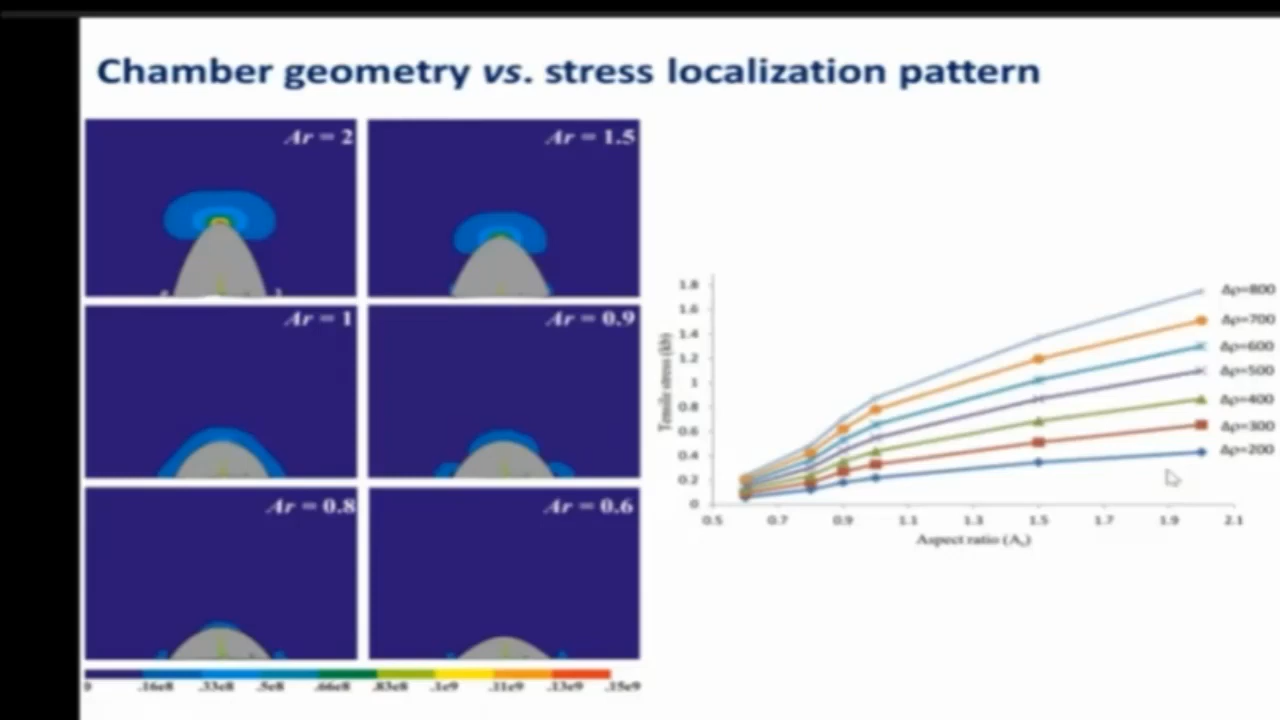 Chamber geometry vs. stress localization pattern
Ar = 2
Ar = 1.5
Ar = 1
Ar = 0.9
Ar = 0.8
Ar = 0.6
0 .16e8 .33e8 .5e8 .66e8 .83e8 .1e9 .11e9 .13e9 .15e9
Tensile stress (kb)
1.8
1.6
1.4
1.2
1
0.8
0.6
0.4
0.2
0
0.5 0.7 0.9 1.1 1.3 1.5 1.7 1.9 2.1
Aspect ratio (Ar)
Δρ=800
Δρ=700
Δρ=600
Δρ=500
Δρ=400
Δρ=300
Δρ=200